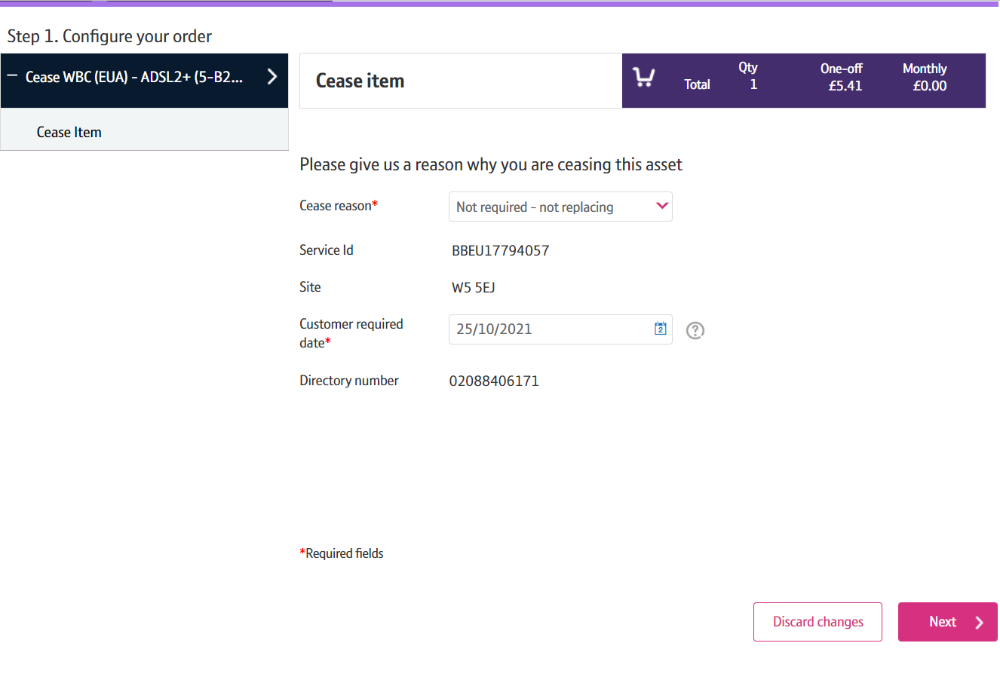 Step 1. Configure your order
Cease WBC (EUA) - ADSL2+ (5-B2...
Cease Item
Cease item
Total
Qty
1
One-off
£5.41
Monthly
£0.00
Please give us a reason why you are ceasing this asset
Cease reason*
Not required - not replacing
Service Id
BBEU17794057
Site
W5 5EJ
Customer required
date*
25/10/2021
2
?
Directory number
02088406171
*Required fields
Discard changes
Next